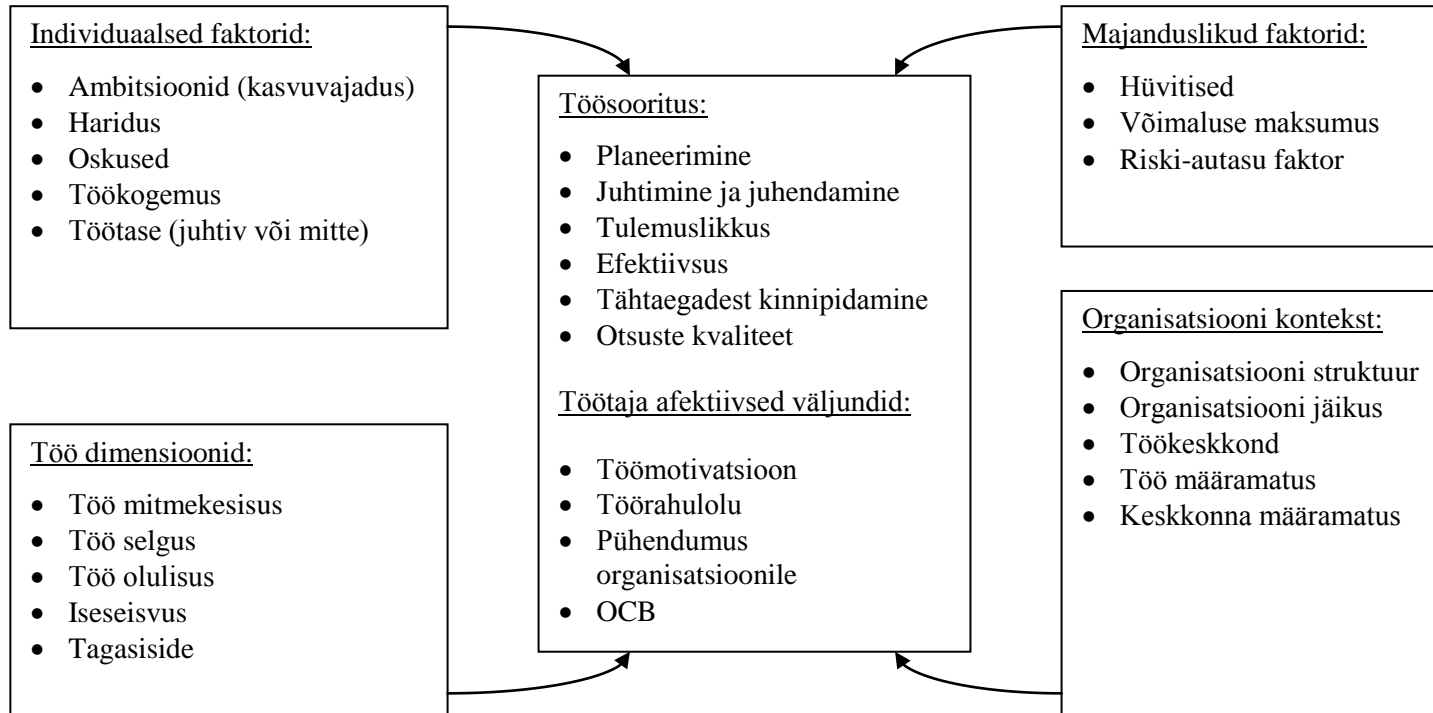 Individuaalsed faktorid:
• Ambitsioonid (kasvuvajadus)
• Haridus
• Oskused
• Töökogemus
• Töötase (juhtiv või mitte)
Töö dimensioonid:
• Töö mitmekesisus
• Töö selgus
• Töö olulisus
• Iseseisvus
• Tagasiside
Töösooritus:
• Planeerimine
• Juhtimine ja juhendamine
• Tulemuslikkus
• Efektiivsus
• Tähtaegadest kinnipidamine
• Otsuste kvaliteet
Töötaja afektiivsed väljundid:
• Töömotivatsioon
• Töörahulolu
• Pühendumus
organisatsioonile
• OCB
Majanduslikud faktorid:
• Hüvitised
• Võimaluse maksumus
• Riski-autasu faktor
Organisatsiooni kontekst:
• Organisatsiooni struktuur
• Organisatsiooni jäikus
• Töökeskkond
• Töö määramatus
• Keskkonna määramatus